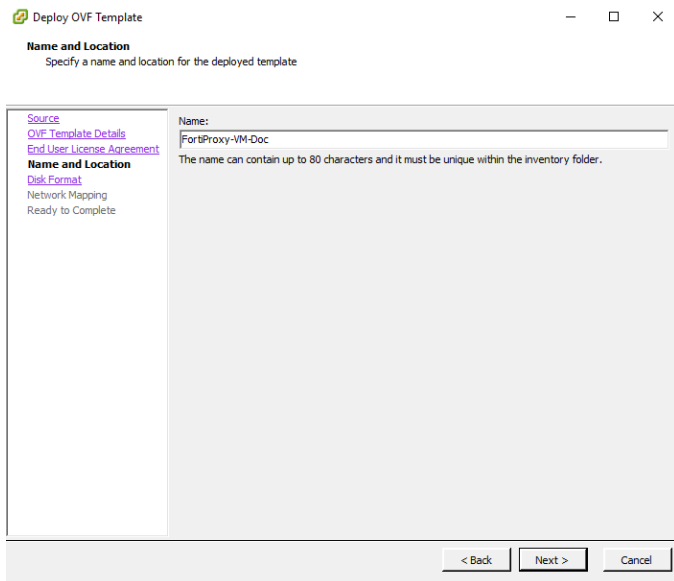 Deploy OVF Template
Name and Location
Specify a name and location for the deployed template
Source
OVF Template Details
End User License Agreement
Name and Location
Disk Format
Network Mapping
Ready to Complete
Name:
FortiProxy-VM-Doc
The name can contain up to 80 characters and it must be unique within the inventory folder.
< Back Next > Cancel